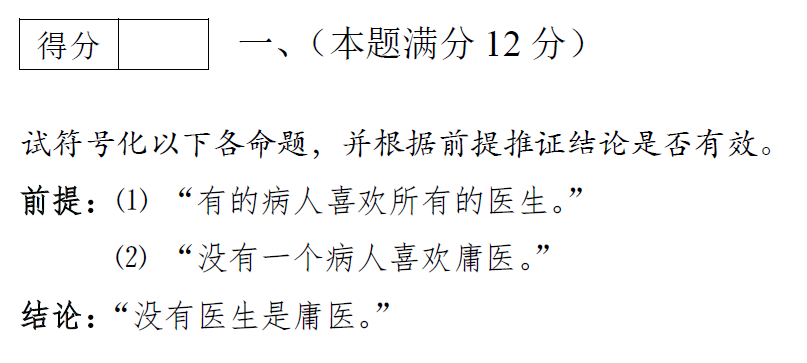 得分 一、（本题满分 12 分）
试符号化以下各命题，并根据前提推证结论是否有效。
前提：⑴ “有的病人喜欢所有的医生。”
⑵ “没有一个病人喜欢庸医。”
结论：“没有医生是庸医。”